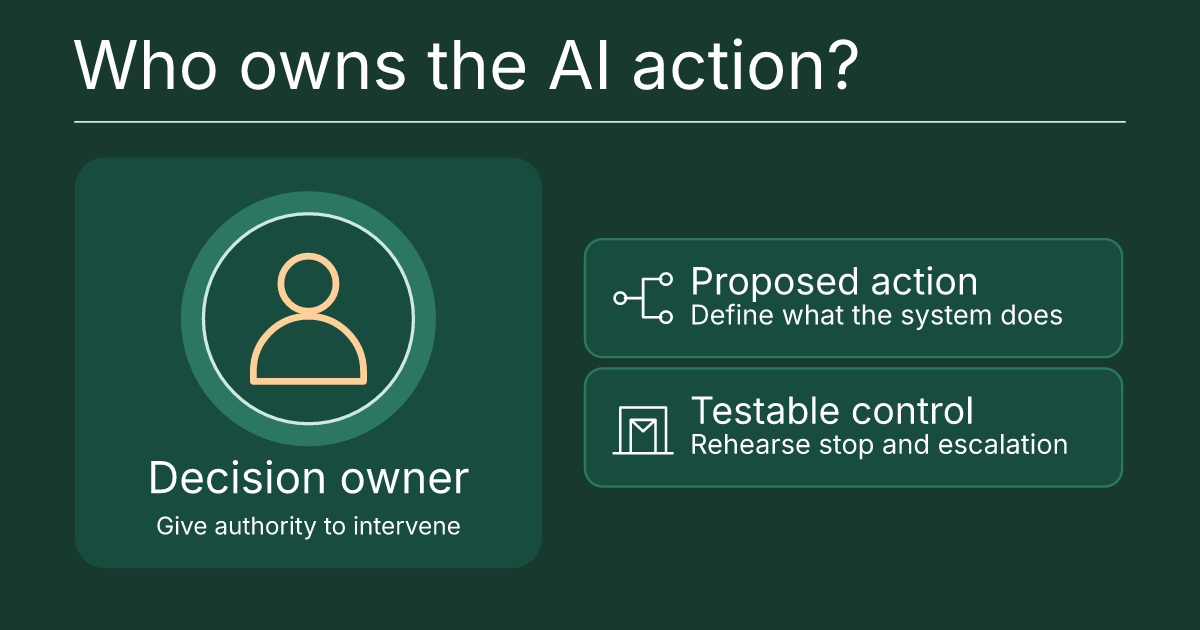 Who owns the AI action?
Decision owner
Give authority to intervene
Proposed action
Define what the system does
Testable control
Rehearse stop and escalation